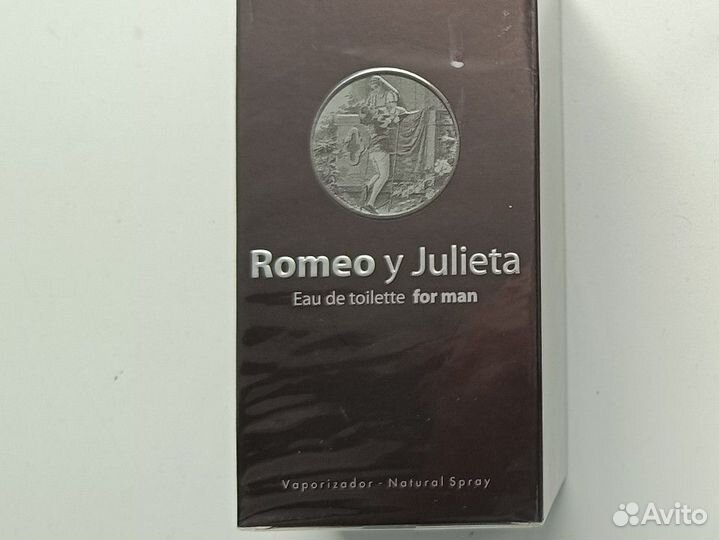 Romeo y Julieta
Eau de toilette for man
Vaporizador - Natural Spray
Avito